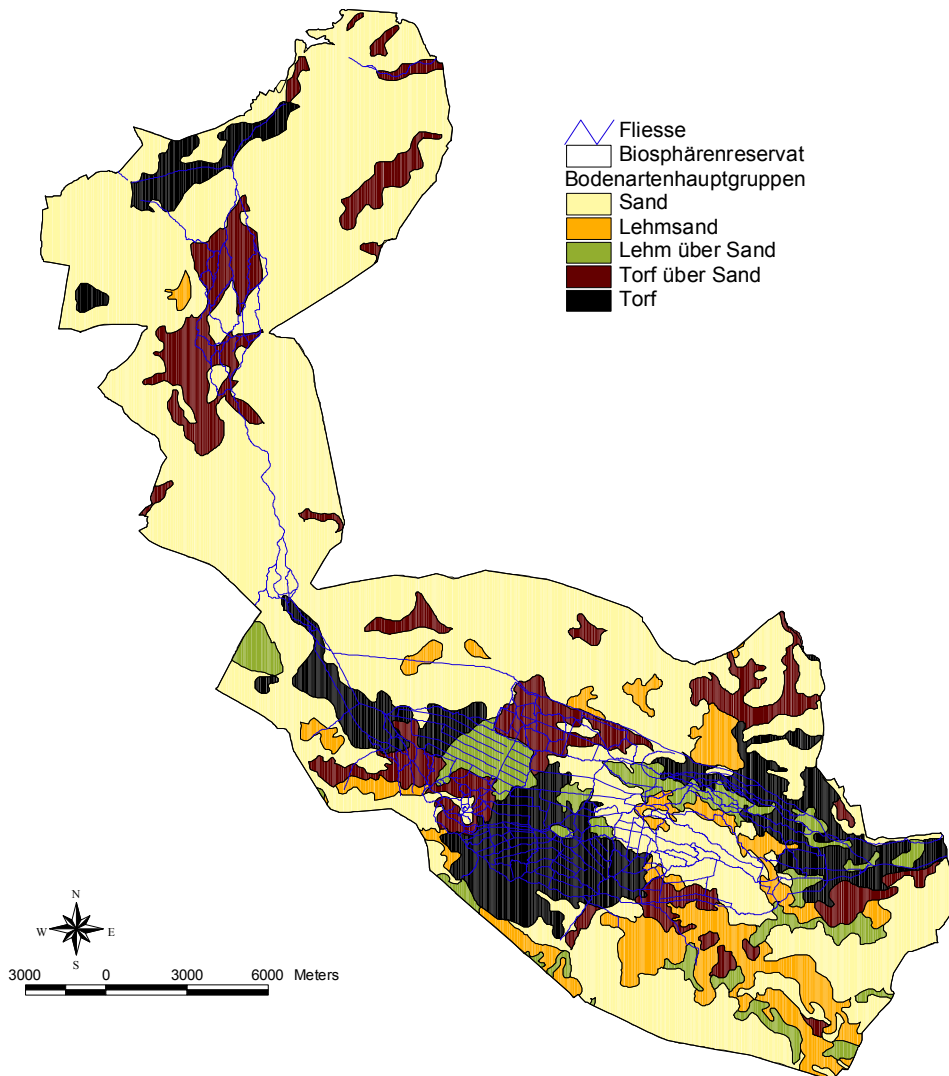 Fliesse
Biosphärenreservat
Bodenartenhauptgruppen
Sand
Lehmsand
Lehm über Sand
Torf über Sand
Torf
N
W E
S
3000 0 3000 6000 Meters